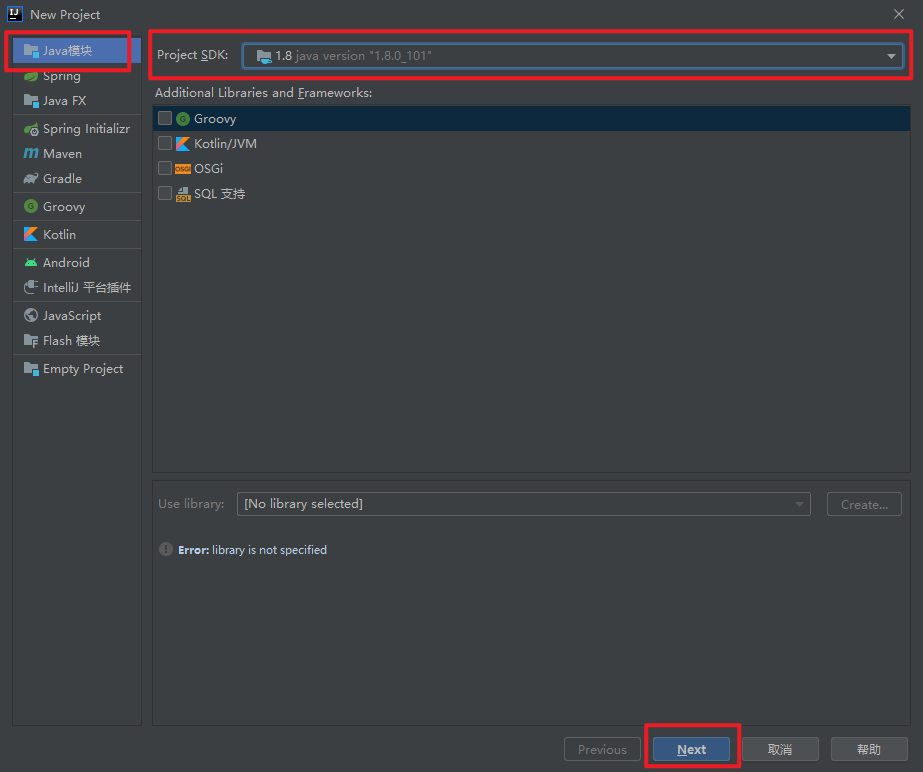 New Project
Java模块
Spring
Java FX
Spring Initializr
Maven
Gradle
Groovy
Kotlin
Android
IntelliJ 平台插件
JavaScript
Flash 模块
Empty Project
Project SDK: 1.8 java version "1.8.0_101"
Additional Libraries and Frameworks:
Groovy
Kotlin/JVM
OSGi
SQL 支持
Use library: [No library selected] Create...
Error: library is not specified
Previous Next 取消 帮助